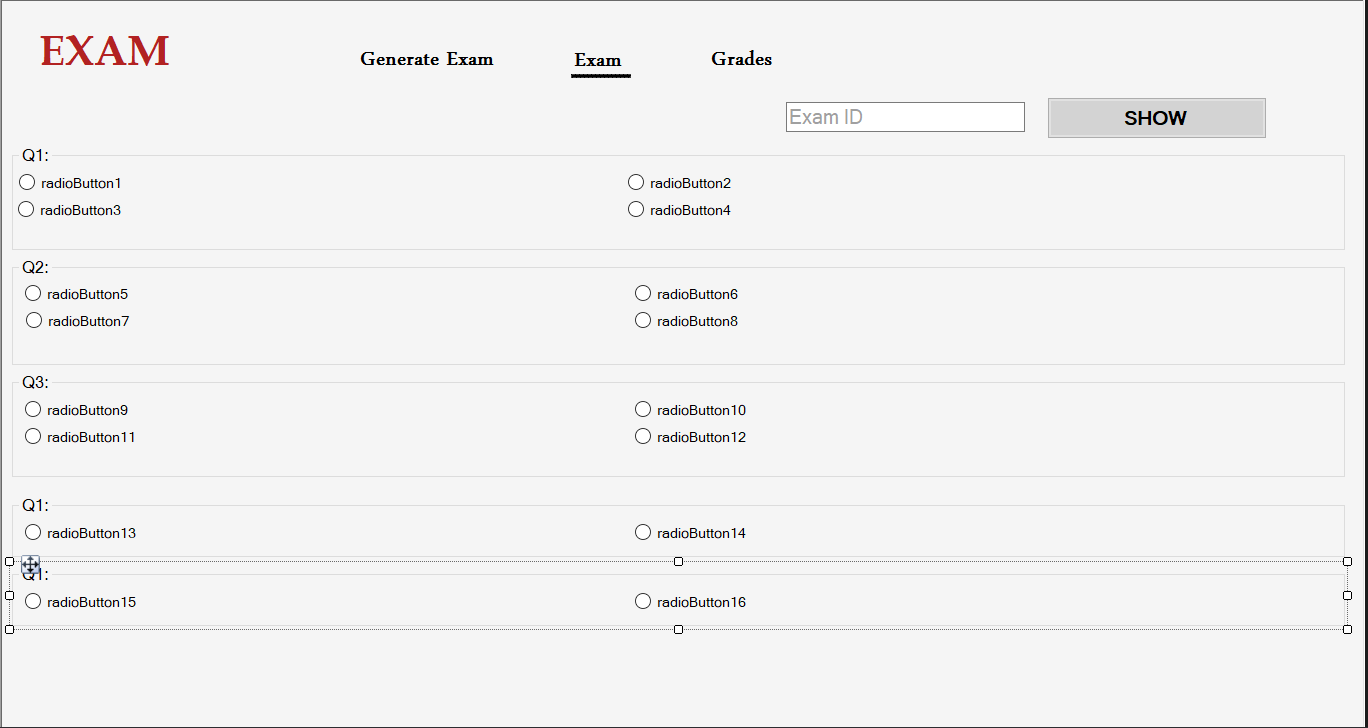 EXAM
Generate Exam Exam Grades
Exam ID SHOW
Q1:
radioButton1 radioButton2
radioButton3 radioButton4
Q2:
radioButton5 radioButton6
radioButton7 radioButton8
Q3:
radioButton9 radioButton10
radioButton11 radioButton12
Q1:
radioButton13 radioButton14
Q1:
radioButton15 radioButton16